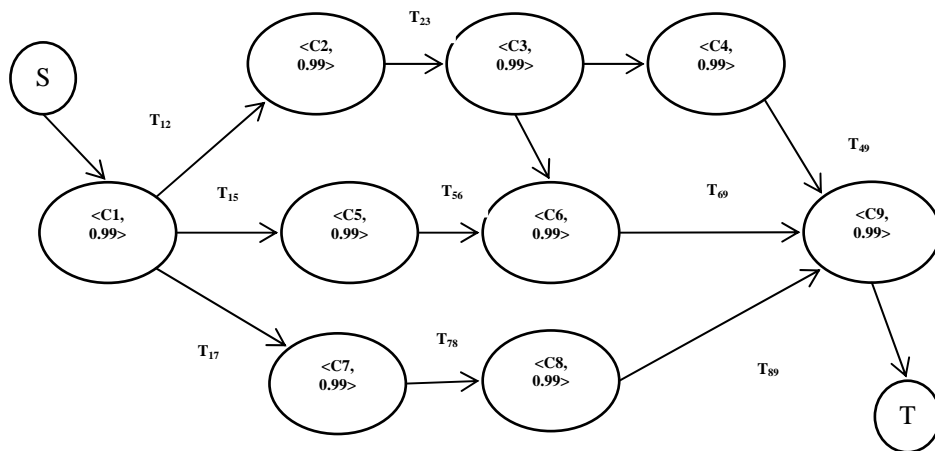 T₂₃
<C2,
0.99>
<C3,
0.99>
<C4,
0.99>
S
T₁₂
T₄₉
T₁₅
T₅₆
T₆₉
<C1,
0.99>
<C5,
0.99>
<C6,
0.99>
<C9,
0.99>
T₁₇
T₇₈
T₈₉
<C7,
0.99>
<C8,
0.99>
T